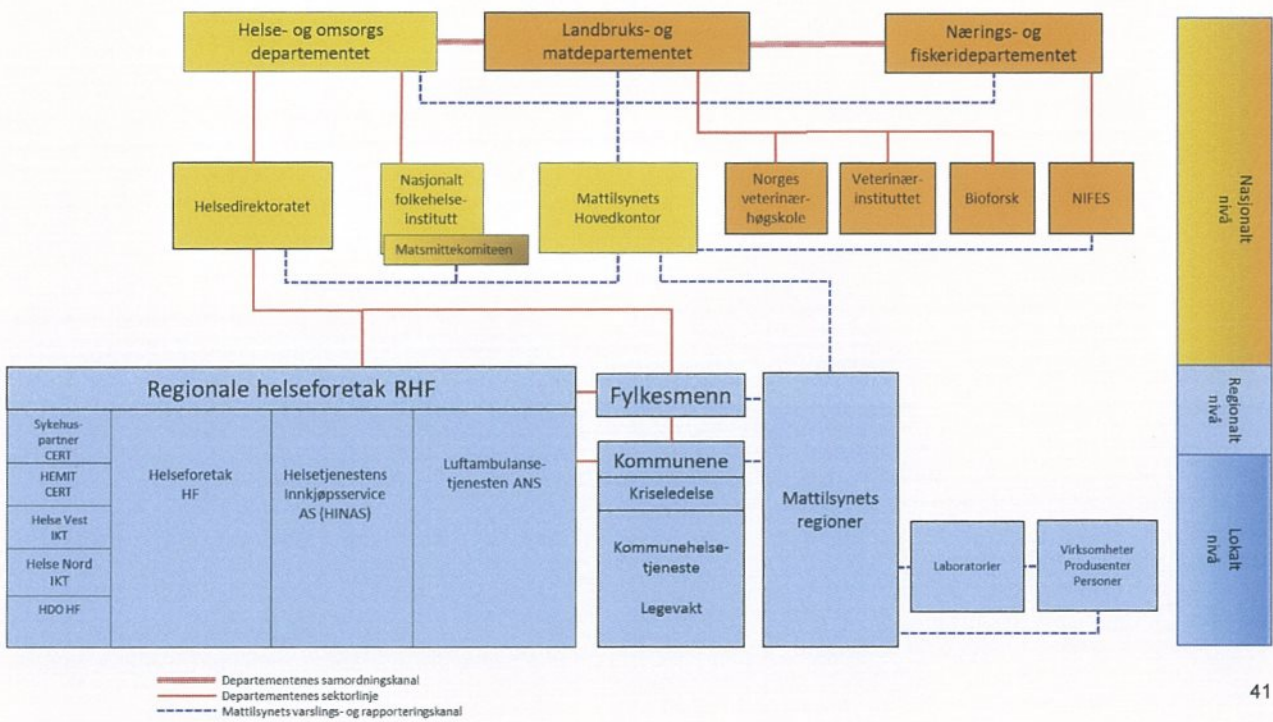 Helse- og omsorgs
departementet
Landbruks- og
matdepartementet
Nærings- og
fiskeridepartementet
Helsedirektoratet
Nasjonalt
folkehelse-
institutt
Matsmittekomiteen
Mattilsynets
Hovedkontor
Norges
veterinær-
høgskole
Veterinær-
instituttet
Bioforsk
NIFES
Nasjonalt
nivå
Regionale helseforetak RHF
Sykehus-
partner
CERT
HEMIT
CERT
Helse Vest
IKT
Helse Nord
IKT
HDO HF
Helseforetak
HF
Helsetjenestens
Innkjøpsservice
AS (HINAS)
Luftambulanse-
tjenesten ANS
Fylkesmenn
Kommunene
Kriseledelse
Kommunehelse-
tjeneste
Legevakt
Mattilsynets
regioner
Laboratorier
Virksomheter
Produsenter
Personer
Regionalt
nivå
Lokalt
nivå
Departementenes samordningskanal
Departementenes sektorlinje
Mattilsynets varslings- og rapporteringskanal
41